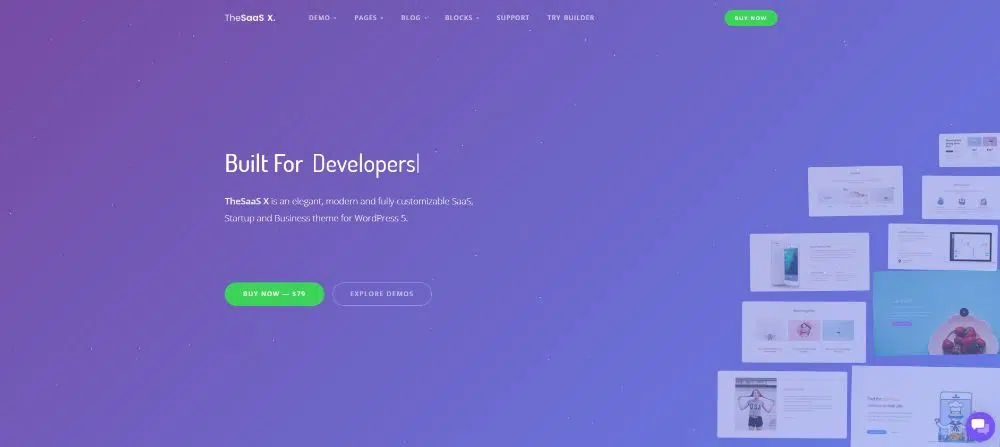 TheSaaS X.
DEMO
PAGES
BLOG
BLOCKS
SUPPORT
TRY BUILDER
BUY NOW
Built For Developers
TheSaaS X is an elegant, modern and fully customizable SaaS,
Startup and Business theme for WordPress 5.
BUY NOW — $79
EXPLORE DEMOS